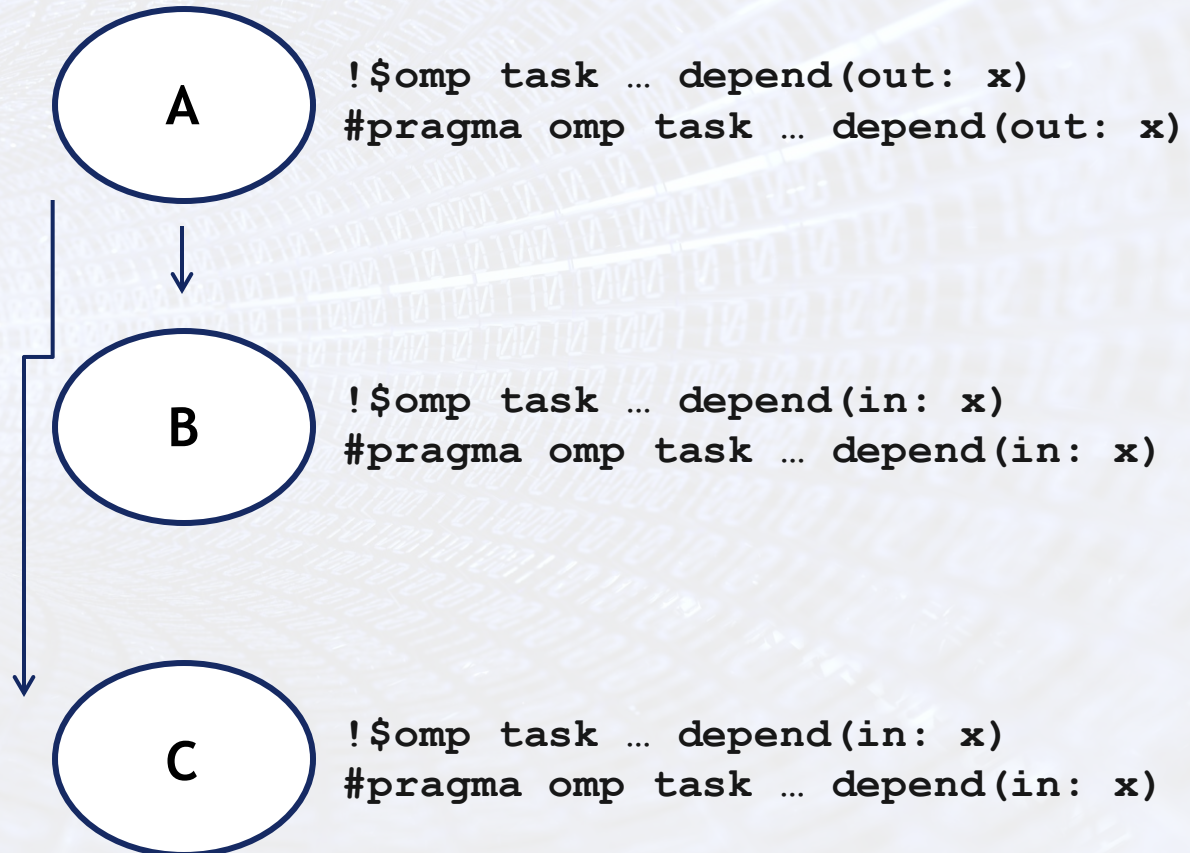 A
!$omp task … depend(out: x)
#pragma omp task … depend(out: x)
B
!$omp task … depend(in: x)
#pragma omp task … depend(in: x)
C
!$omp task … depend(in: x)
#pragma omp task … depend(in: x)